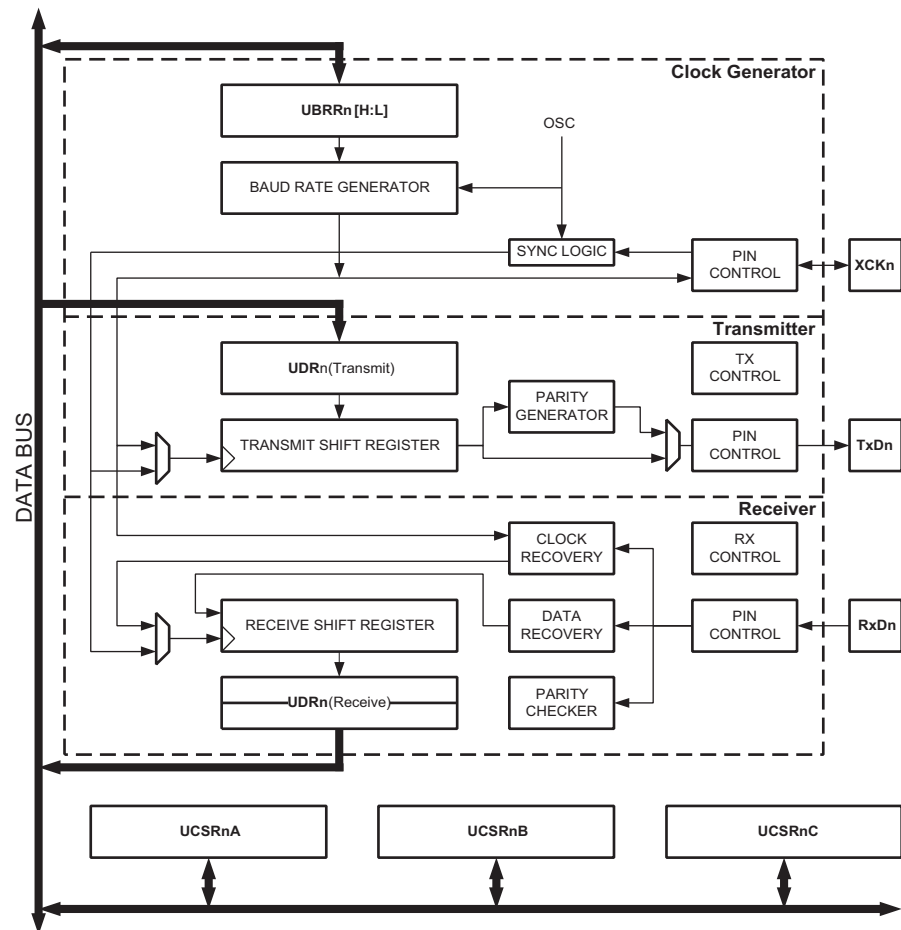 Clock Generator
UBRRn [H:L]
OSC
BAUD RATE GENERATOR
SYNC LOGIC
PIN
CONTROL
XCKn
Transmitter
UDRn(Transmit)
TX
CONTROL
PARITY
GENERATOR
TRANSMIT SHIFT REGISTER
PIN
CONTROL
TxDn
DATA BUS
Receiver
CLOCK
RECOVERY
RX
CONTROL
RECEIVE SHIFT REGISTER
DATA
RECOVERY
PIN
CONTROL
RxDn
UDRn(Receive)
PARITY
CHECKER
UCSRnA
UCSRnB
UCSRnC